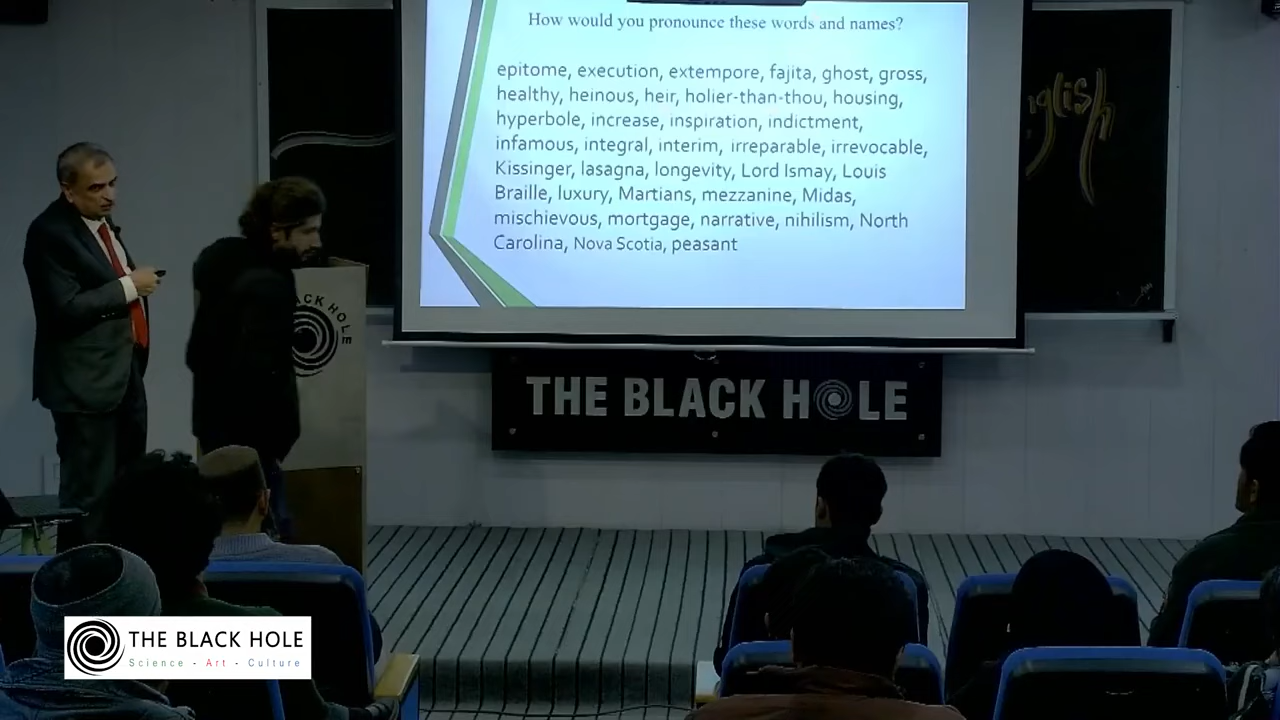 How would you pronounce these words and names?
epitome, execution, extempore, fajita, ghost, gross,
healthy, heinous, heir, holier-than-thou, housing,
hyperbole, increase, inspiration, indictment,
infamous, integral, interim, irreparable, irrevocable,
Kissinger, lasagna, longevity, Lord Ismay, Louis
Braille, luxury, Martians, mezzanine, Midas,
mischievous, mortgage, narrative, nihilism, North
Carolina, Nova Scotia, peasant
glish
ACK HOLE
THE BLACK HOLE
THE BLACK HOLE
Science - Art - Culture